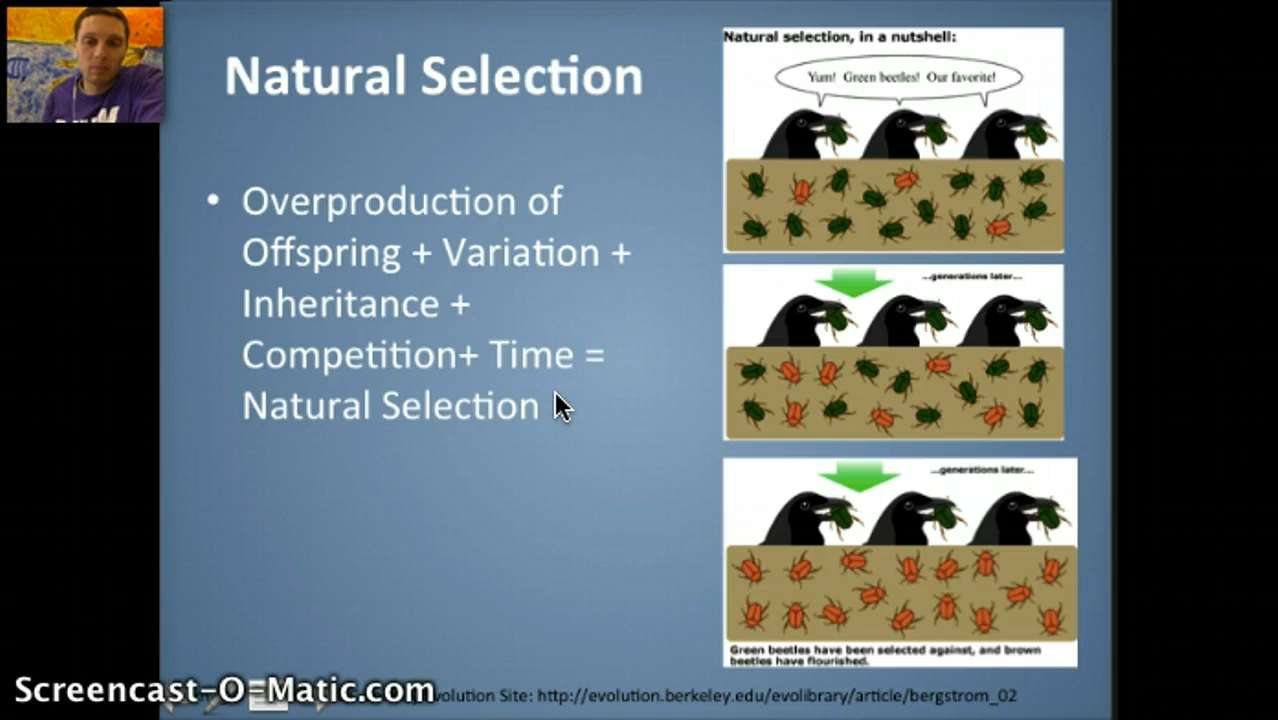 Natural Selection
• Overproduction of
Offspring + Variation +
Inheritance +
Competition+ Time =
Natural Selection
Natural selection, in a nutshell:
Yum! Green beetles! Our favorite!
...generations later...
...generations later...
Green beetles have been selected against, and brown
beetles have flourished.
Screencast-O-Matic.com
Evolution Site: http://evolution.berkeley.edu/evolibrary/article/bergstrom_02